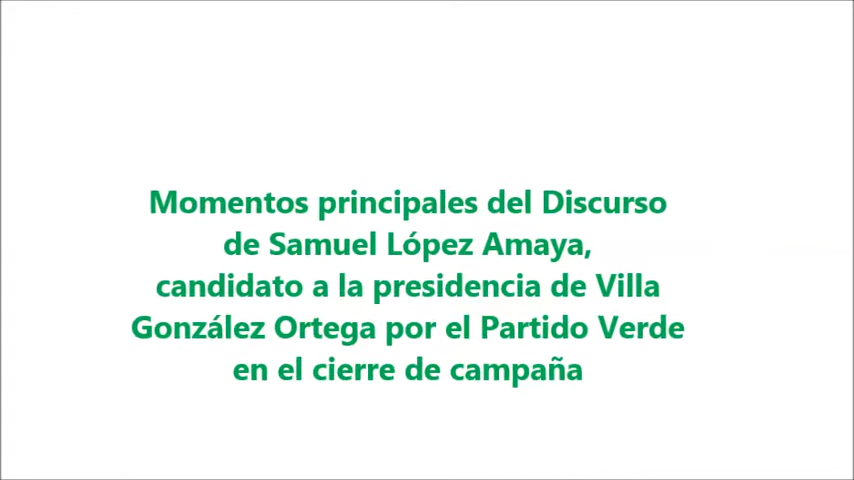 Momentos principales del Discurso
de Samuel López Amaya,
candidato a la presidencia de Villa
González Ortega por el Partido Verde
en el cierre de campaña